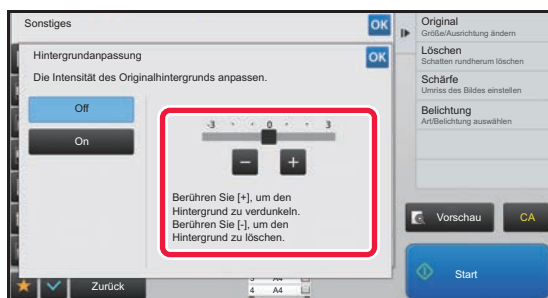 Sonstiges
OK
Hintergrundanpassung
OK
Die Intensität des Originalhintergrunds anpassen.
Off
On
-3 0 3
− +
Berühren Sie [+], um den
Hintergrund zu verdunkeln.
Berühren Sie [-], um den
Hintergrund zu löschen.
Zurück
A4
4 A4
Original
Größe/Ausrichtung ändern
Löschen
Schatten rundherum löschen
Schärfe
Umriss des Bildes einstellen
Belichtung
Art/Belichtung auswählen
Vorschau
CA
Start